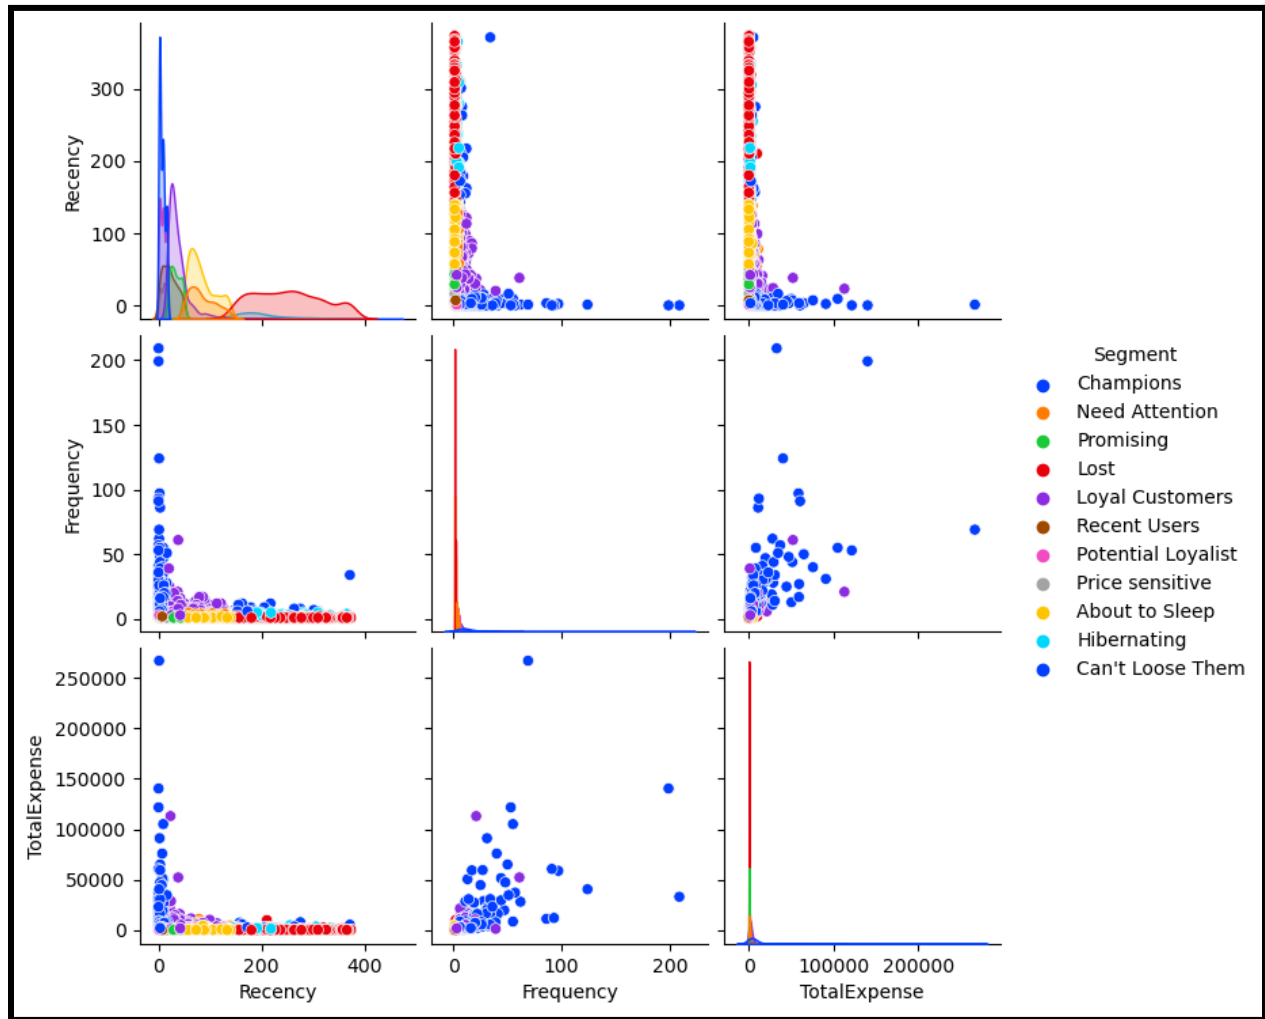 300
200
100
0
Recency
200
150
100
50
0
Frequency
Segment
Champions
Need Attention
Promising
Lost
Loyal Customers
Recent Users
Potential Loyalist
Price sensitive
About to Sleep
Hibernating
Can't Loose Them
250000
200000
150000
100000
50000
0
TotalExpense
0 200 400
0 100 200
0 100000 200000
Recency
Frequency
TotalExpense